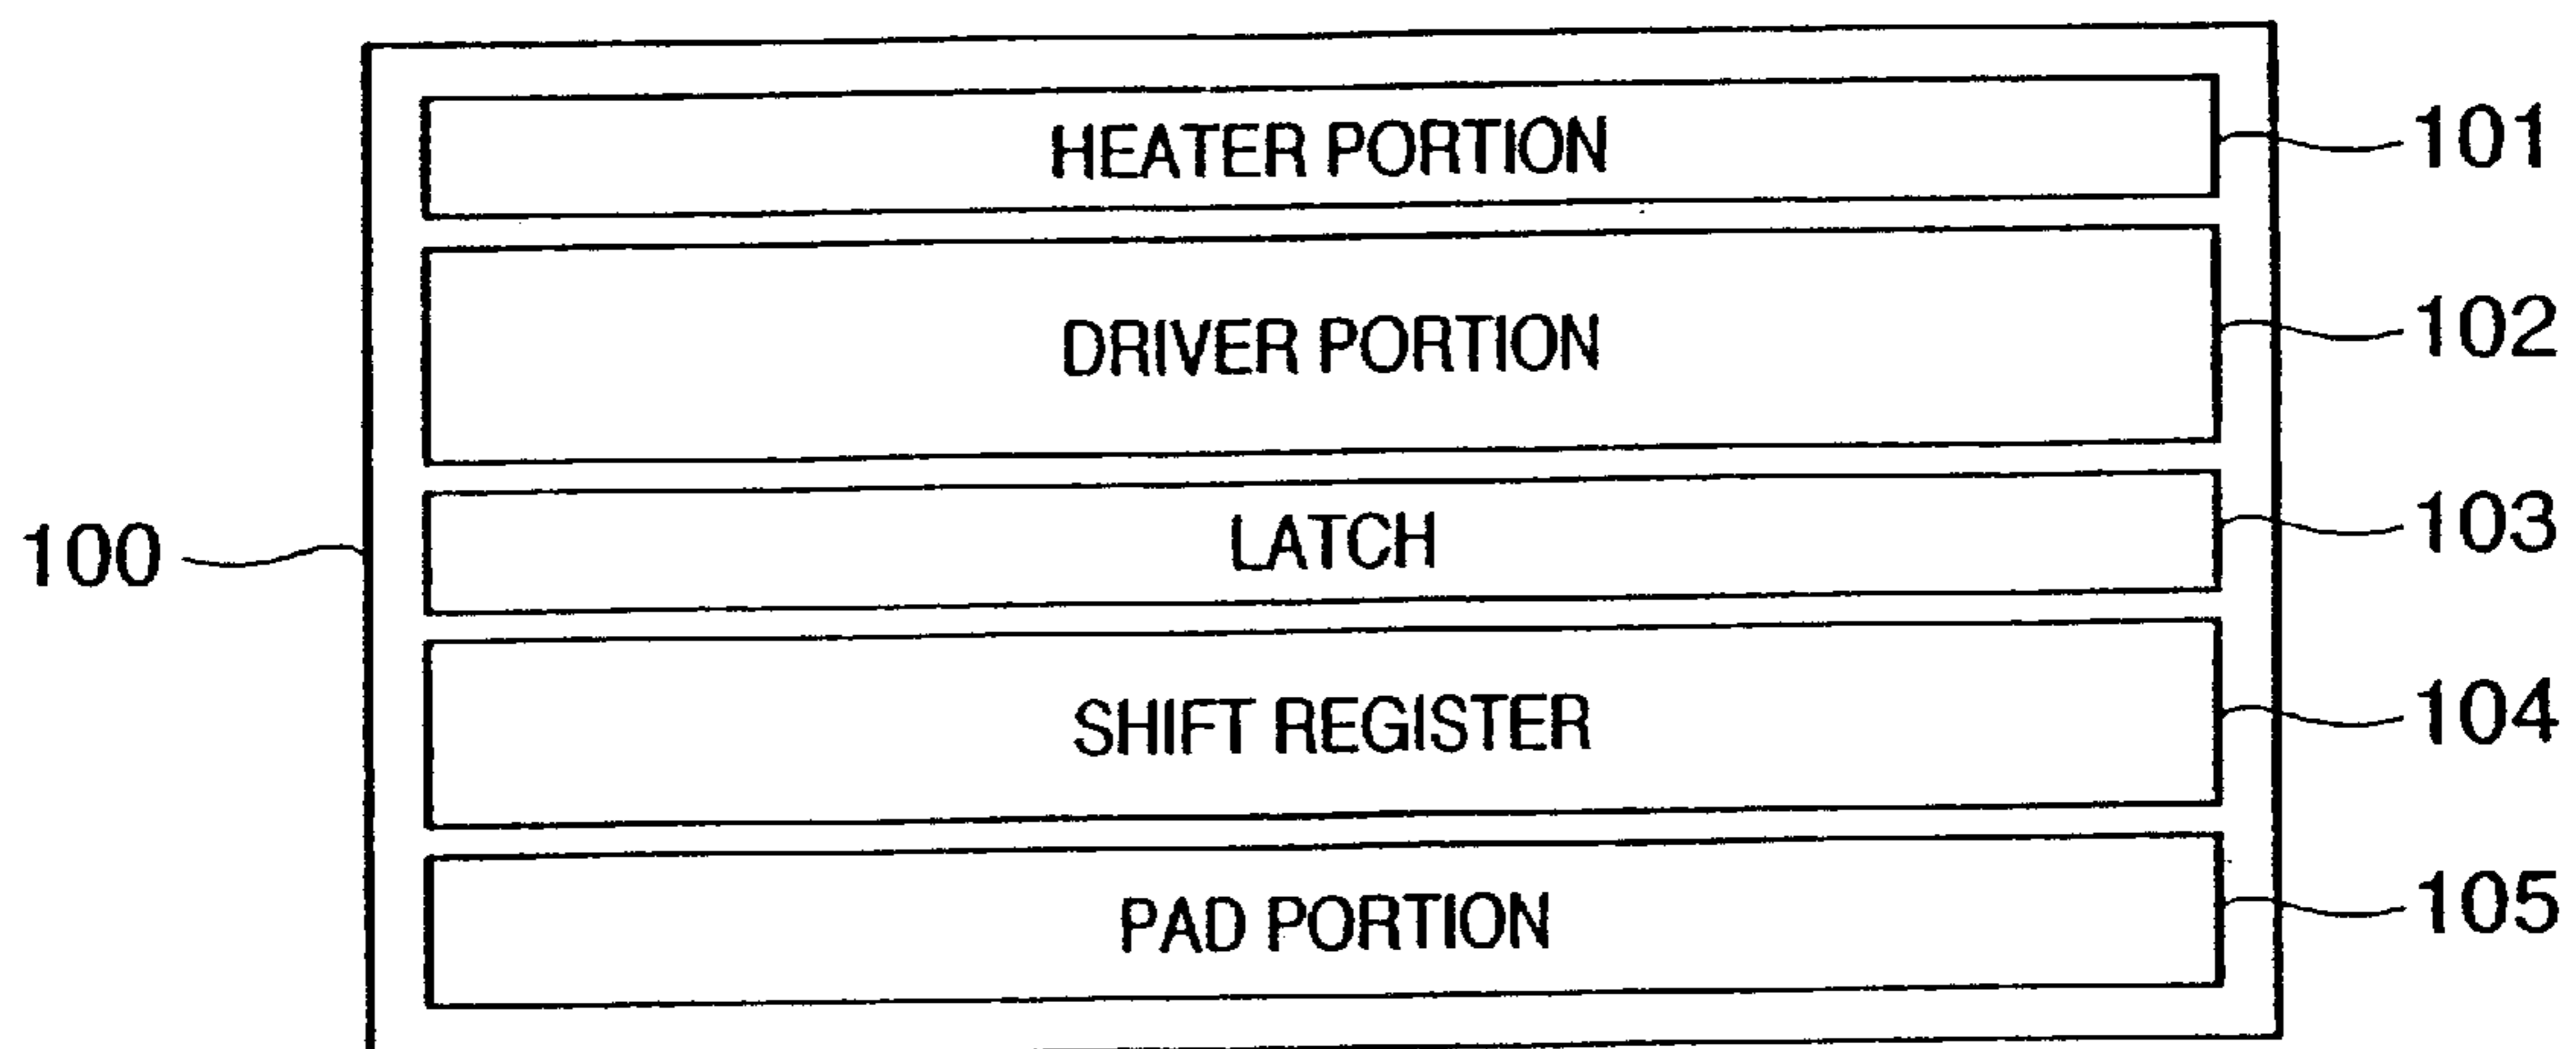 HEATER PORTION 101
DRIVER PORTION 102
100 LATCH 103
SHIFT REGISTER 104
PAD PORTION 105